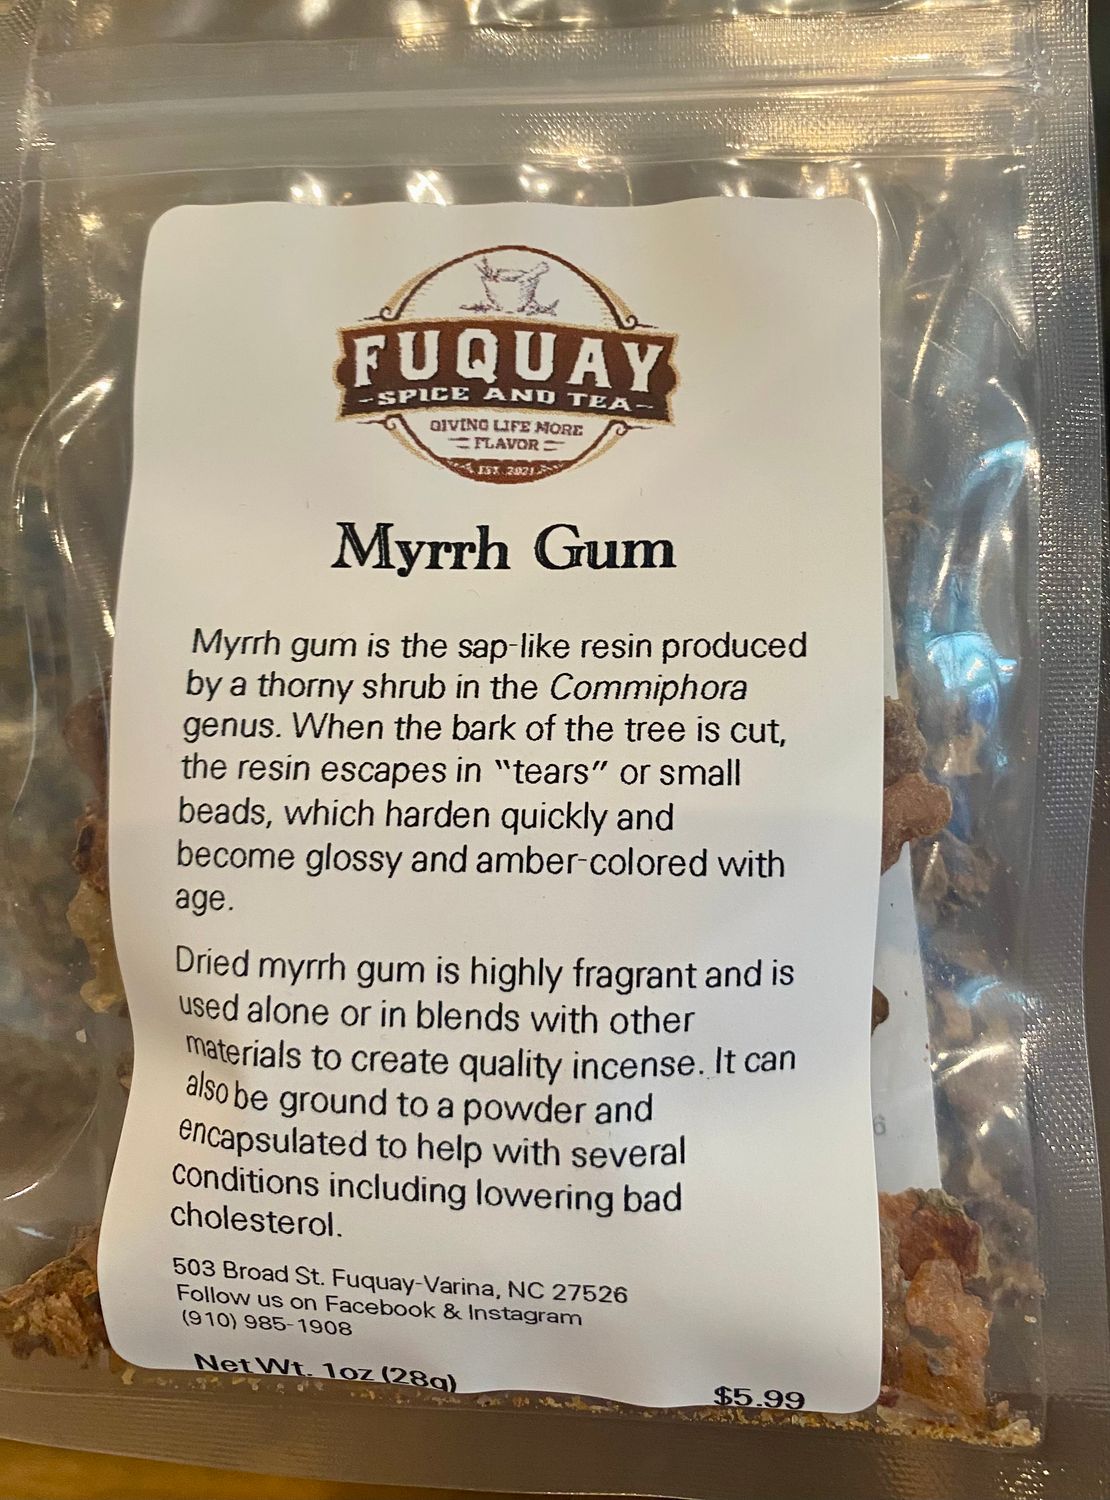 FUQUAY
-SPICE AND TEA-
GIVING LIFE MORE
FLAVOR
EST. 2021
Myrrh Gum
Myrrh gum is the sap-like resin produced
by a thorny shrub in the Commiphora
genus. When the bark of the tree is cut,
the resin escapes in "tears" or small
beads, which harden quickly and
become glossy and amber-colored with
age.
Dried myrrh gum is highly fragrant and is
used alone or in blends with other
materials to create quality incense. It can
also be ground to a powder and
encapsulated to help with several
conditions including lowering bad
cholesterol.
503 Broad St. Fuquay-Varina, NC 27526
Follow us on Facebook & Instagram
(910) 985-1908
Net Wt. 1oz (28g)
$5.99